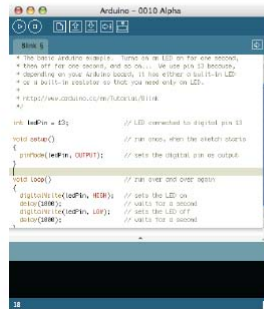 Arduino - 0010 Alpha
Blink §
* The basic Arduino example. Turns on an LED on for one second,
* then off for one second, and so on... We use pin 13 because,
* depending on your Arduino board, it has either a built-in LED
* or a built-in resistor so that you need only an LED.
*
* http://www.arduino.cc/en/Tutorial/Blink
*/
int ledPin = 13; // LED connected to digital pin 13
void setup() // run once, when the sketch starts
{
pinMode(ledPin, OUTPUT); // sets the digital pin as output
}
void loop() // run over and over again
{
digitalWrite(ledPin, HIGH); // sets the LED on
delay(1000); // waits for a second
digitalWrite(ledPin, LOW); // sets the LED off
delay(1000); // waits for a second
}
18